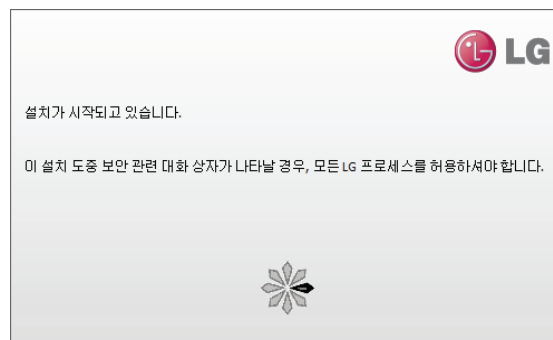 LG
설치가 시작되고 있습니다.
이 설치 도중 보안 관련 대화 상자가 나타날 경우, 모든 LG 프로세스를 허용하셔야 합니다.